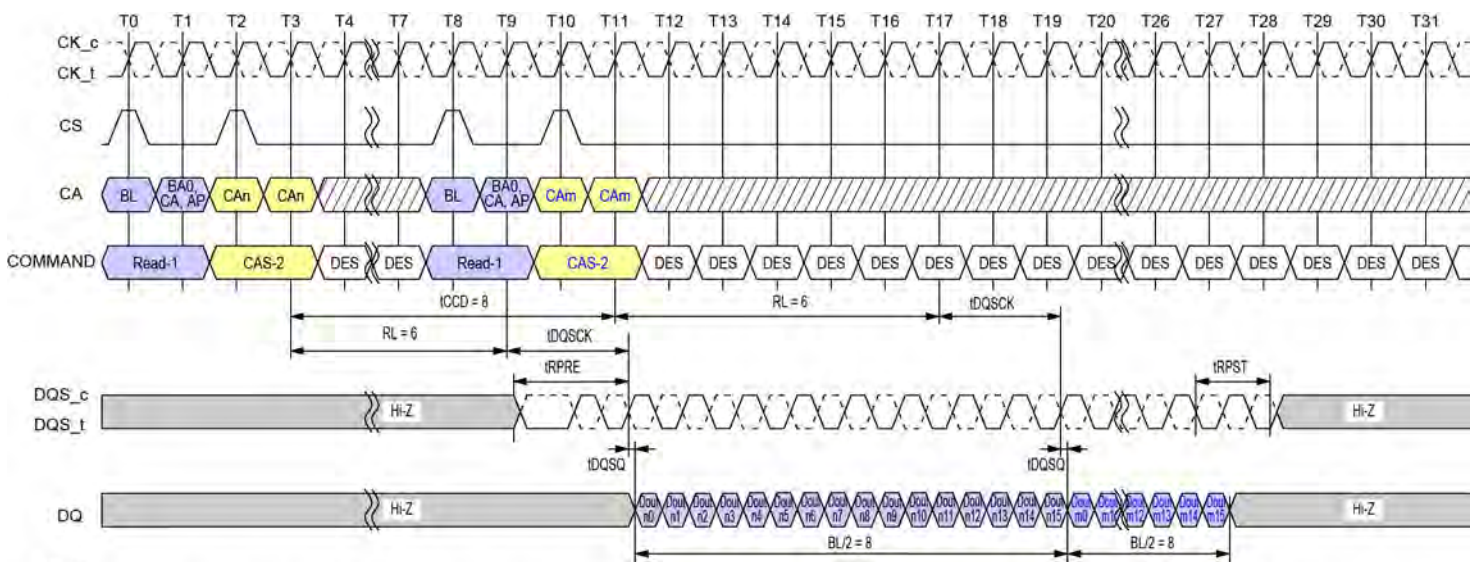 T0 T1 T2 T3 T4 T7 T8 T9 T10 T11 T12 T13 T14 T15 T16 T17 T18 T19 T20 T26 T27 T28 T29 T30 T31
CK_c
CK_t
CS
CA BL BA0, CA, AP CAn CAn BL BA0, CA, AP CAm CAm
COMMAND Read-1 CAS-2 DES DES Read-1 CAS-2 DES DES DES DES DES DES DES DES DES DES DES DES DES DES DES
tCCD = 8 RL = 6 tDQSCK
RL = 6 tDQSCK
tRPRE tRPST
DQS_c
DQS_t
Hi-Z Hi-Z
tDQSQ tDQSQ
DQ Hi-Z Dout n0 Dout n1 Dout n2 Dout n3 Dout n4 Dout n5 Dout n6 Dout n7 Dout n8 Dout n9 Dout n10 Dout n11 Dout n12 Dout n13 Dout n14 Dout n15 Dout m0 Dout m1 Dout m12 Dout m13 Dout m14 Dout m15 Hi-Z
BL/2 = 8 BL/2 = 8